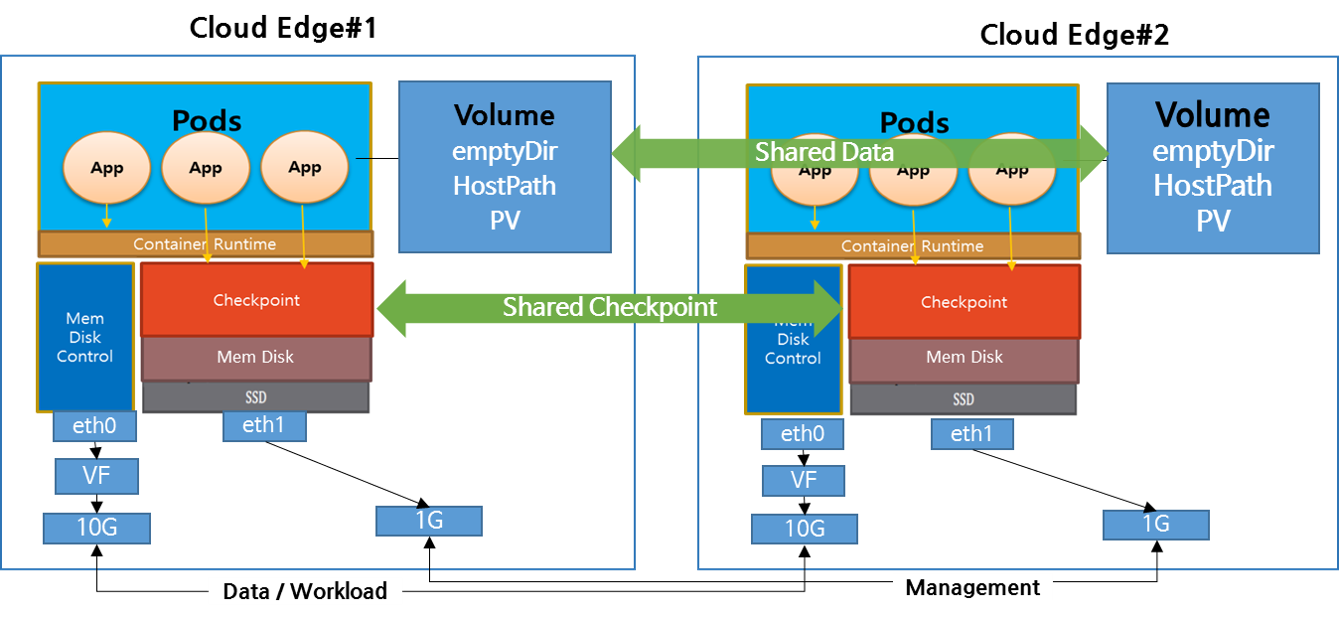 Cloud Edge#1
Pods
App
App
App
Container Runtime
Volume
emptyDir
HostPath
PV
Mem
Disk
Control
Checkpoint
Mem Disk
SSD
eth0
eth1
VF
10G
1G
Shared Data
Shared Checkpoint
Cloud Edge#2
Pods
App
App
App
Container Runtime
Volume
emptyDir
HostPath
PV
Mem
Disk
Control
Checkpoint
Mem Disk
SSD
eth0
eth1
VF
10G
1G
Data / Workload
Management